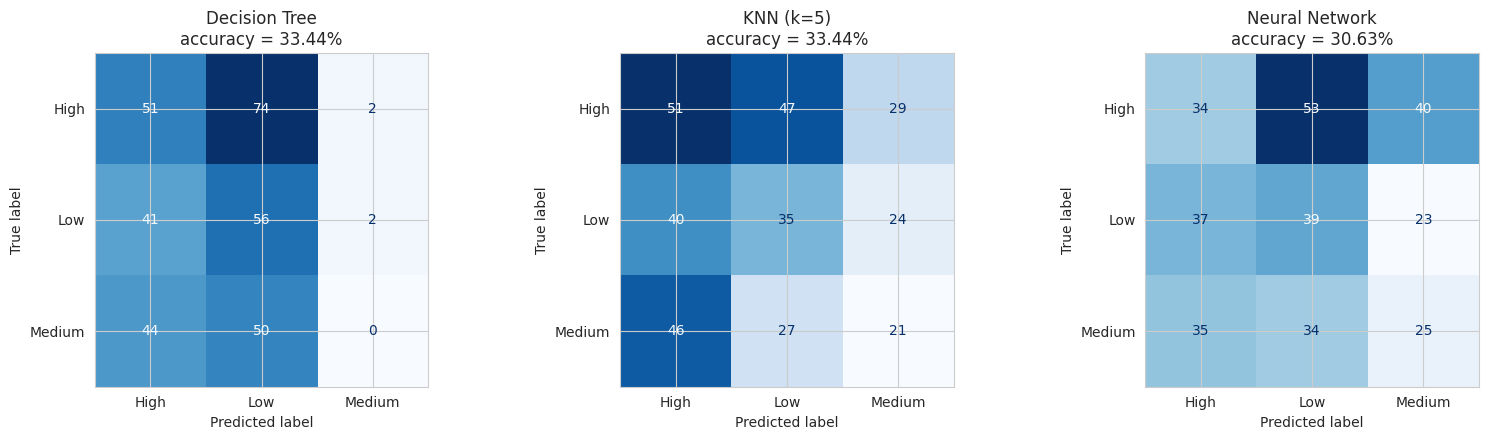 Decision Tree
accuracy = 33.44%
True label
High
51 74 2
Low
41 56 2
Medium
44 50 0
High Low Medium
Predicted label
KNN (k=5)
accuracy = 33.44%
True label
High
51 47 29
Low
40 35 24
Medium
46 27 21
High Low Medium
Predicted label
Neural Network
accuracy = 30.63%
True label
High
34 53 40
Low
37 39 23
Medium
35 34 25
High Low Medium
Predicted label